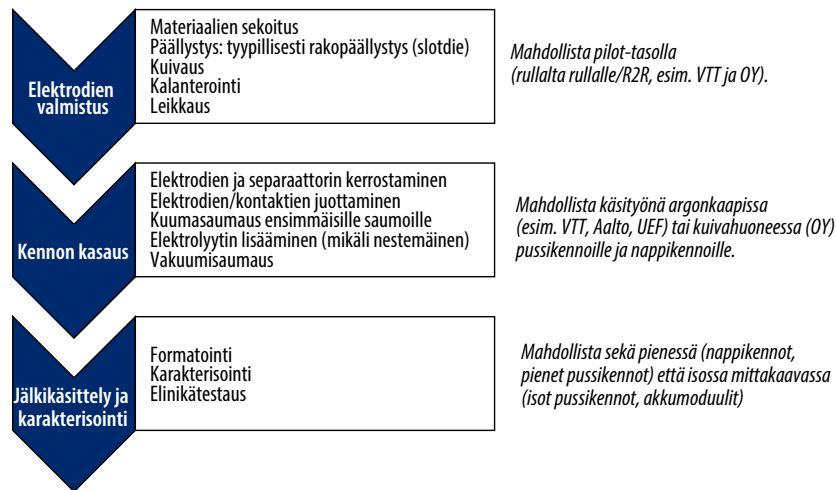 Elektrodien
valmistus
Materiaalien sekoitus
Päällystys: tyypillisesti rakopäällystys (slotdie)
Kuivaus
Kalanterointi
Leikkaus
Mahdollista pilot-tasolla
(rullalta rullalle/R2R, esim. VTT ja OY).
Kennon kasaus
Elektrodien ja separaattorin kerrostaminen
Elektrodien/kontaktien juottaminen
Kuumasaumaus ensimmäisille saumoille
Elektrolyytin lisääminen (mikäli nestemäinen)
Vakuumisaumaus
Mahdollista käsityönä argonkaapissa
(esim. VTT, Aalto, UEF) tai kuivahuoneessa (OY)
pussikennoille ja nappikennoille.
Jälkikäsittely ja
karakterisointi
Formatointi
Karakterisointi
Elinikätestaus
Mahdollista sekä pienessä (nappikennot,
pienet pussikennot) että isossa mittakaavassa
(isot pussikennot, akkumoduulit)